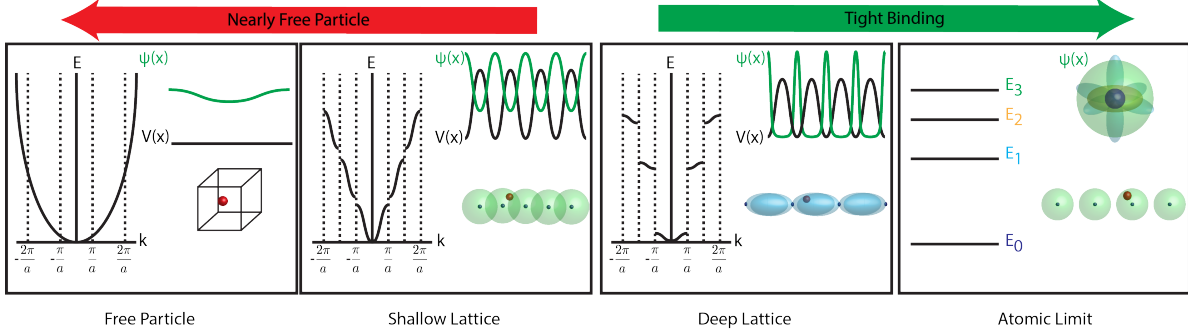 Nearly Free Particle
Tight Binding
E
ψ(x)
V(x)
k
-2π/a
-π/a
π/a
2π/a
E
ψ(x)
V(x)
k
-2π/a
-π/a
π/a
2π/a
E
ψ(x)
V(x)
k
-2π/a
-π/a
π/a
2π/a
ψ(x)
E3
E2
E1
E0
Free Particle
Shallow Lattice
Deep Lattice
Atomic Limit